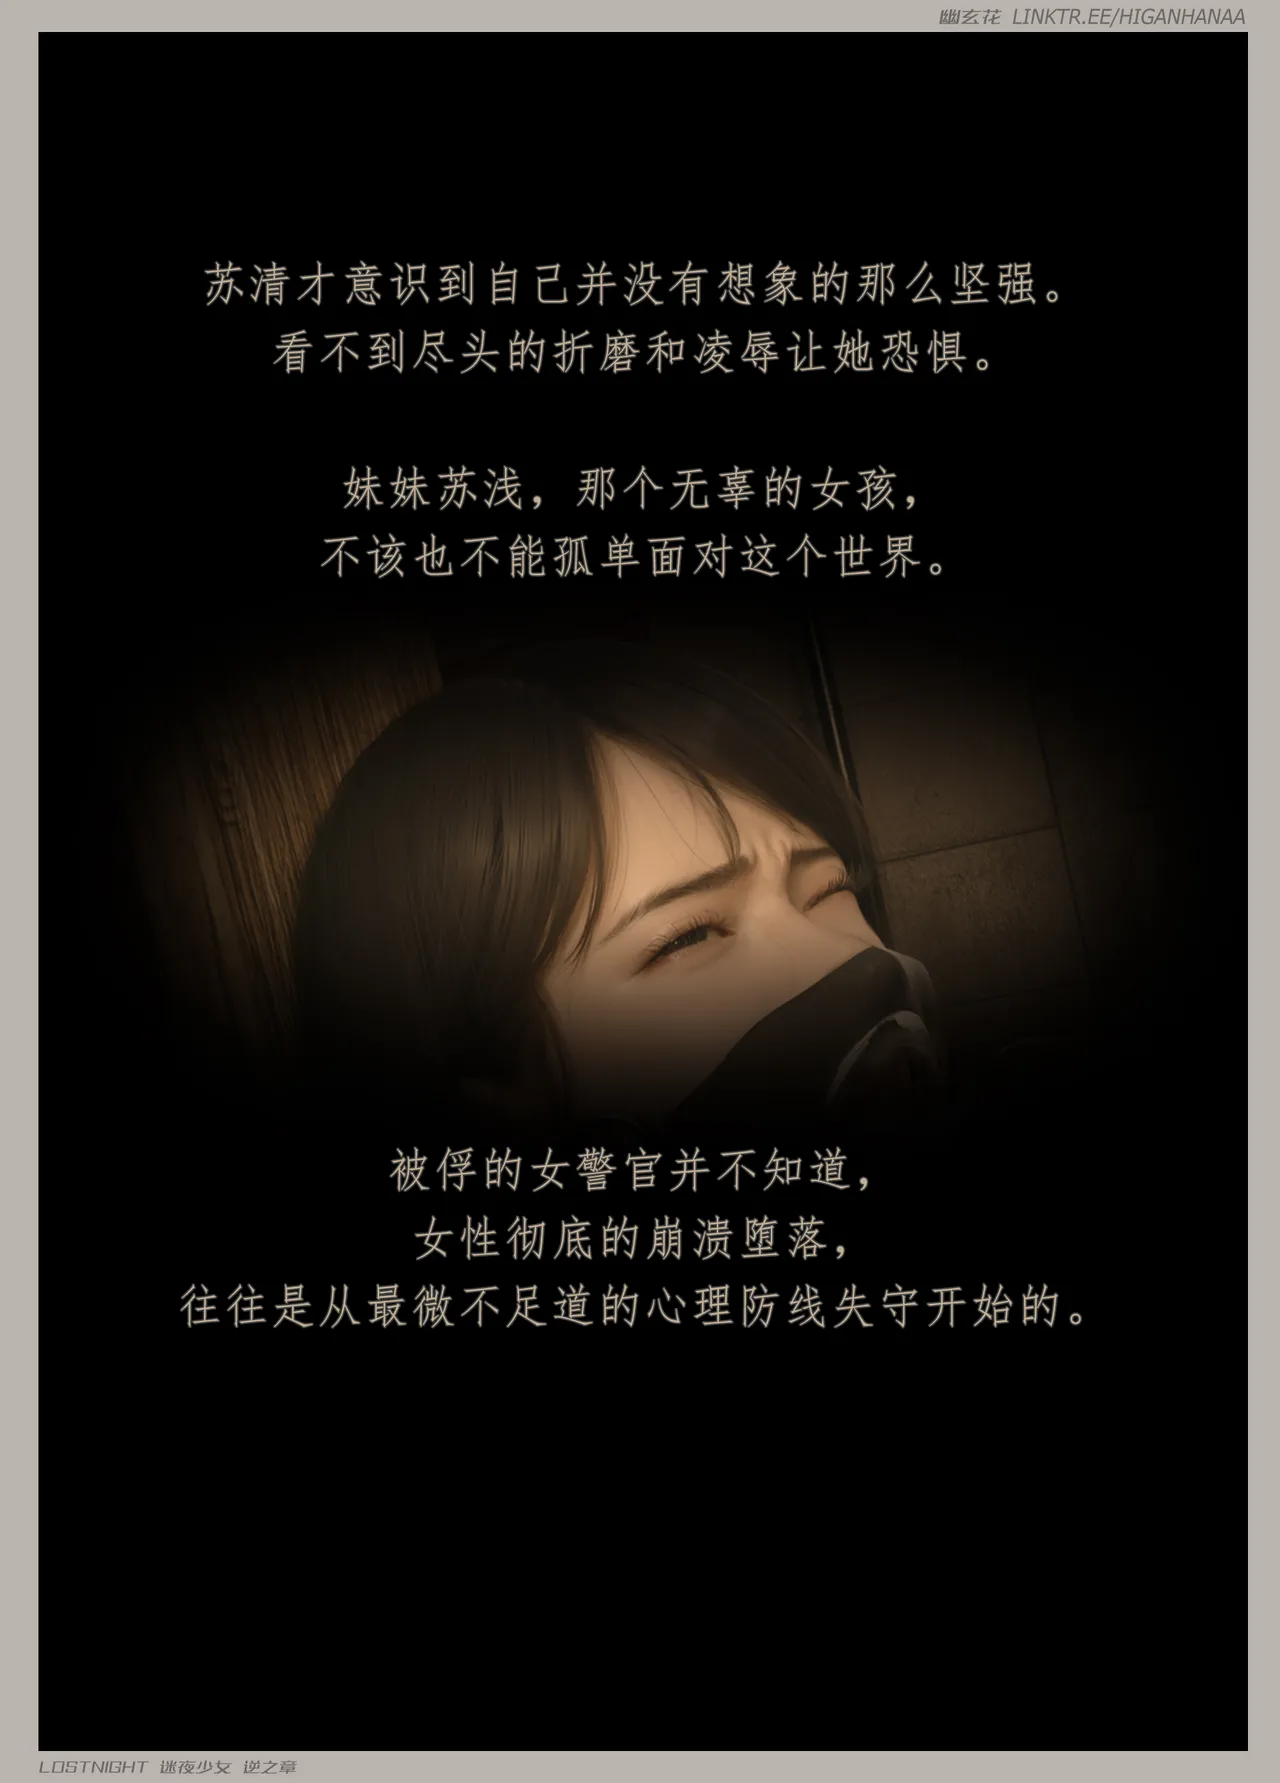 幽玄花 LINKTR.EE/HIGANHANAA
苏清才意识到自己并没有想象的那么坚强。
看不到尽头的折磨和凌辱让她恐惧。
妹妹苏浅，那个无辜的女孩，
不该也不能孤单面对这个世界。
被俘的女警官并不知道，
女性彻底的崩溃堕落，
往往是从最微不足道的心理防线失守开始的。
LOSTNIGHT 迷夜少女 逆之章